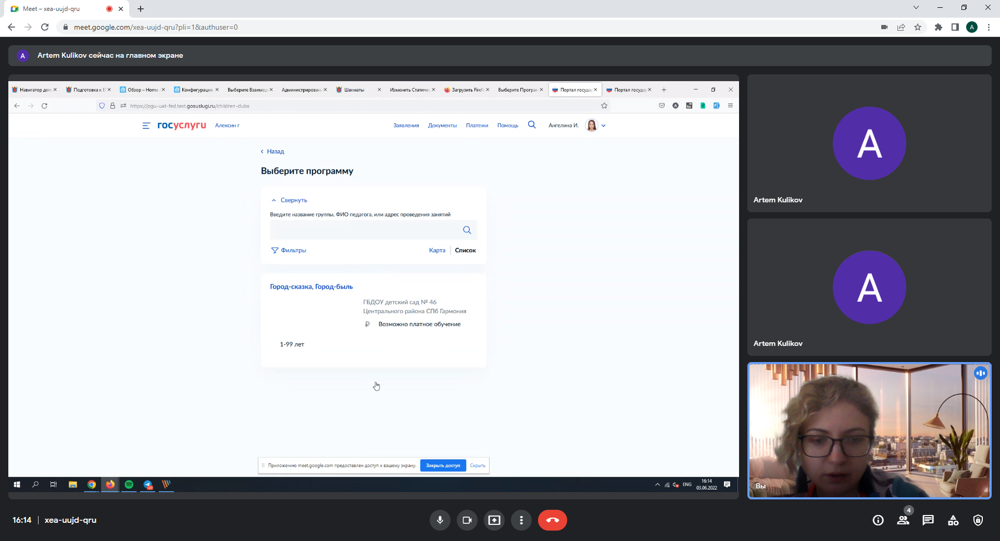 Meet – xea-uujd-qru
meet.google.com/xea-uujd-qru?pli=1&authuser=0
A
A
Artem Kulikov сейчас на главном экране
Навигатор допо
Подготовка к ЕГ
Обзор – Home
Конфигурация
Выберите Взаимод
Администрирован
Шахматы
Изменить Статичес
Загрузить Firefo
Выберите Програм
Портал государ
Портал государ
https://pgu-uat-fed.test.gosuslugi.ru/children-clubs
госуслуги
Алексин г
Заявления
Документы
Платежи
Помощь
Ангелина И.
Назад
Выберите программу
Свернуть
Введите название группы, ФИО педагога, или адрес проведения занятий
Фильтры
Карта
Список
Город-сказка, Город-быль
ГБДОУ детский сад № 46
Центрального района СПб Гармония
₽ Возможно платное обучение
1-99 лет
Приложению meet.google.com предоставлен доступ к вашему экрану.
Закрыть доступ
Скрыть
ENG
16:14
03.06.2022
A
Artem Kulikov
A
Artem Kulikov
Вы
16:14
xea-uujd-qru
4